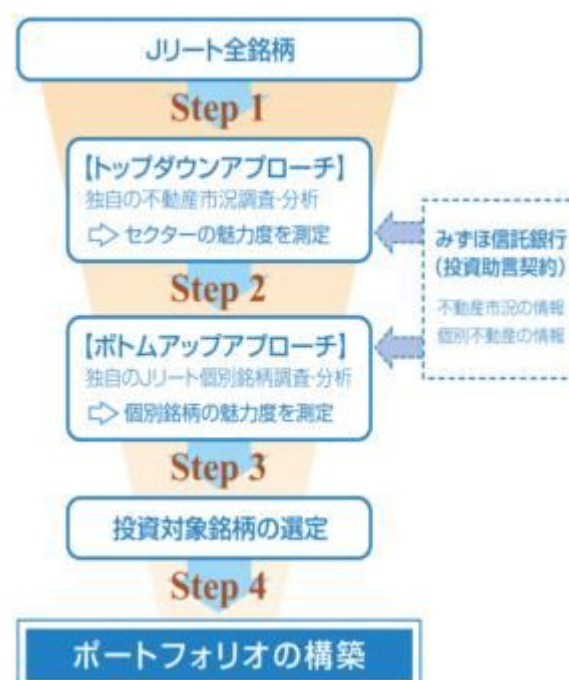 Jリート全銘柄
Step 1
【トップダウンアプローチ】
独自の不動産市況調査・分析
⇨ セクターの魅力度を測定
みずほ信託銀行
(投資助言契約)
不動産市況の情報
個別不動産の情報
Step 2
【ボトムアップアプローチ】
独自のJリート個別銘柄調査・分析
⇨ 個別銘柄の魅力度を測定
Step 3
投資対象銘柄の選定
Step 4
ポートフォリオの構築